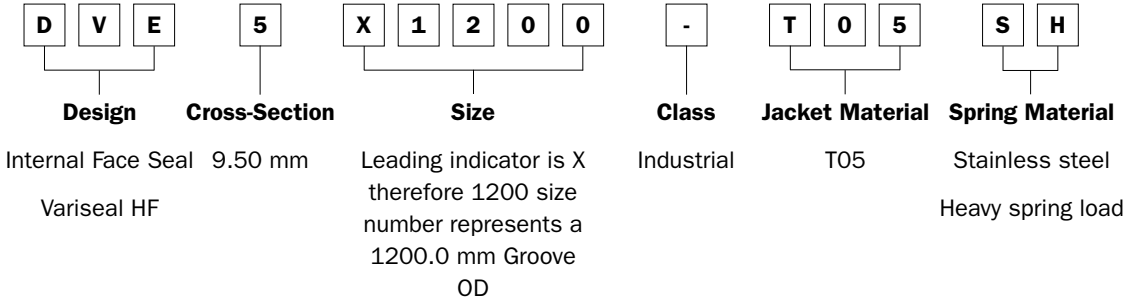 D V E 5 X 1 2 0 0 - T 0 5 S H
Design Cross-Section Size Class Jacket Material Spring Material
Internal Face Seal 9.50 mm Leading indicator is X Industrial T05 Stainless steel
Variseal HF therefore 1200 size Heavy spring load
number represents a
1200.0 mm Groove
OD